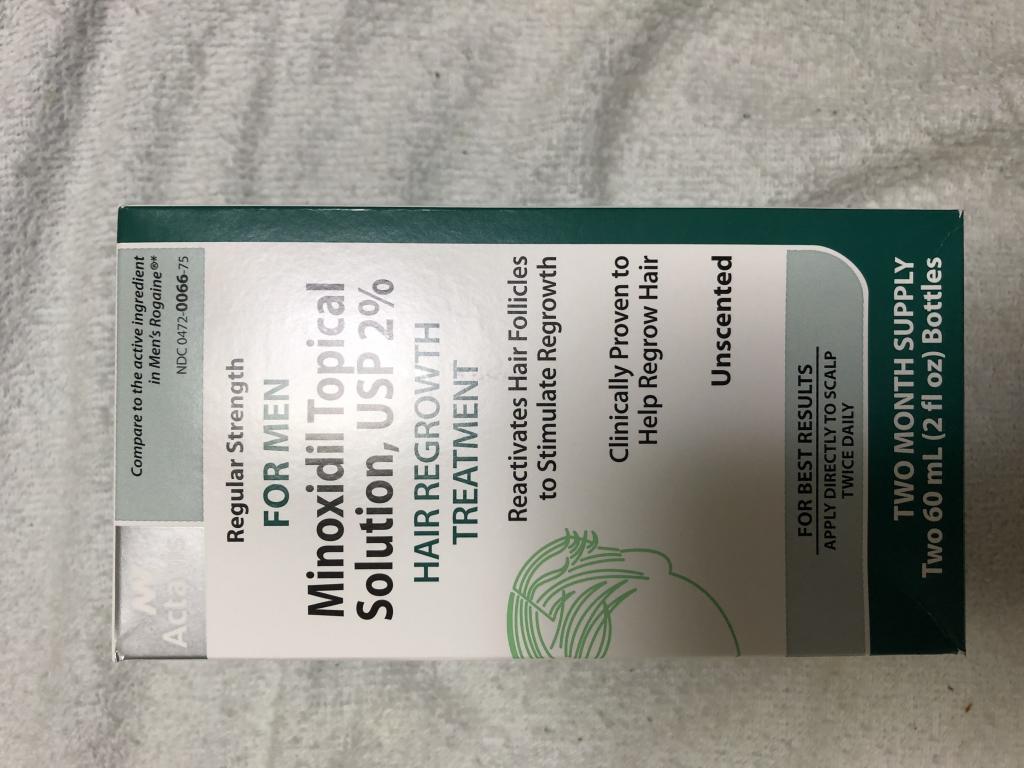 Compare to the active ingredient
in Men's Rogaine®*
NDC 0472-0066-75
Regular Strength
FOR MEN
Minoxidil Topical
Solution, USP 2%
HAIR REGROWTH
TREATMENT
Reactivates Hair Follicles
to Stimulate Regrowth
Clinically Proven to
Help Regrow Hair
Unscented
FOR BEST RESULTS
APPLY DIRECTLY TO SCALP
TWICE DAILY
TWO MONTH SUPPLY
Two 60 mL (2 fl oz) Bottles